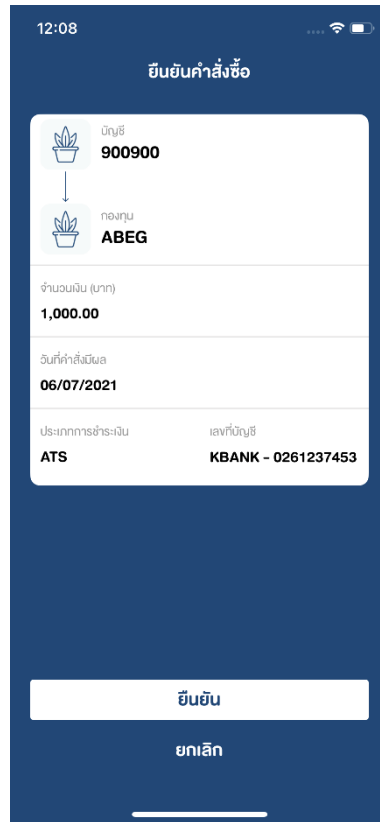 12:08
ยืนยันคำสั่งซื้อ
บัญชี
900900
กองทุน
ABEG
จำนวนเงิน (บาท)
1,000.00
วันที่คำสั่งมีผล
06/07/2021
ประเภทการชำระเงิน เลขที่บัญชี
ATS KBANK - 0261237453
ยืนยัน
ยกเลิก